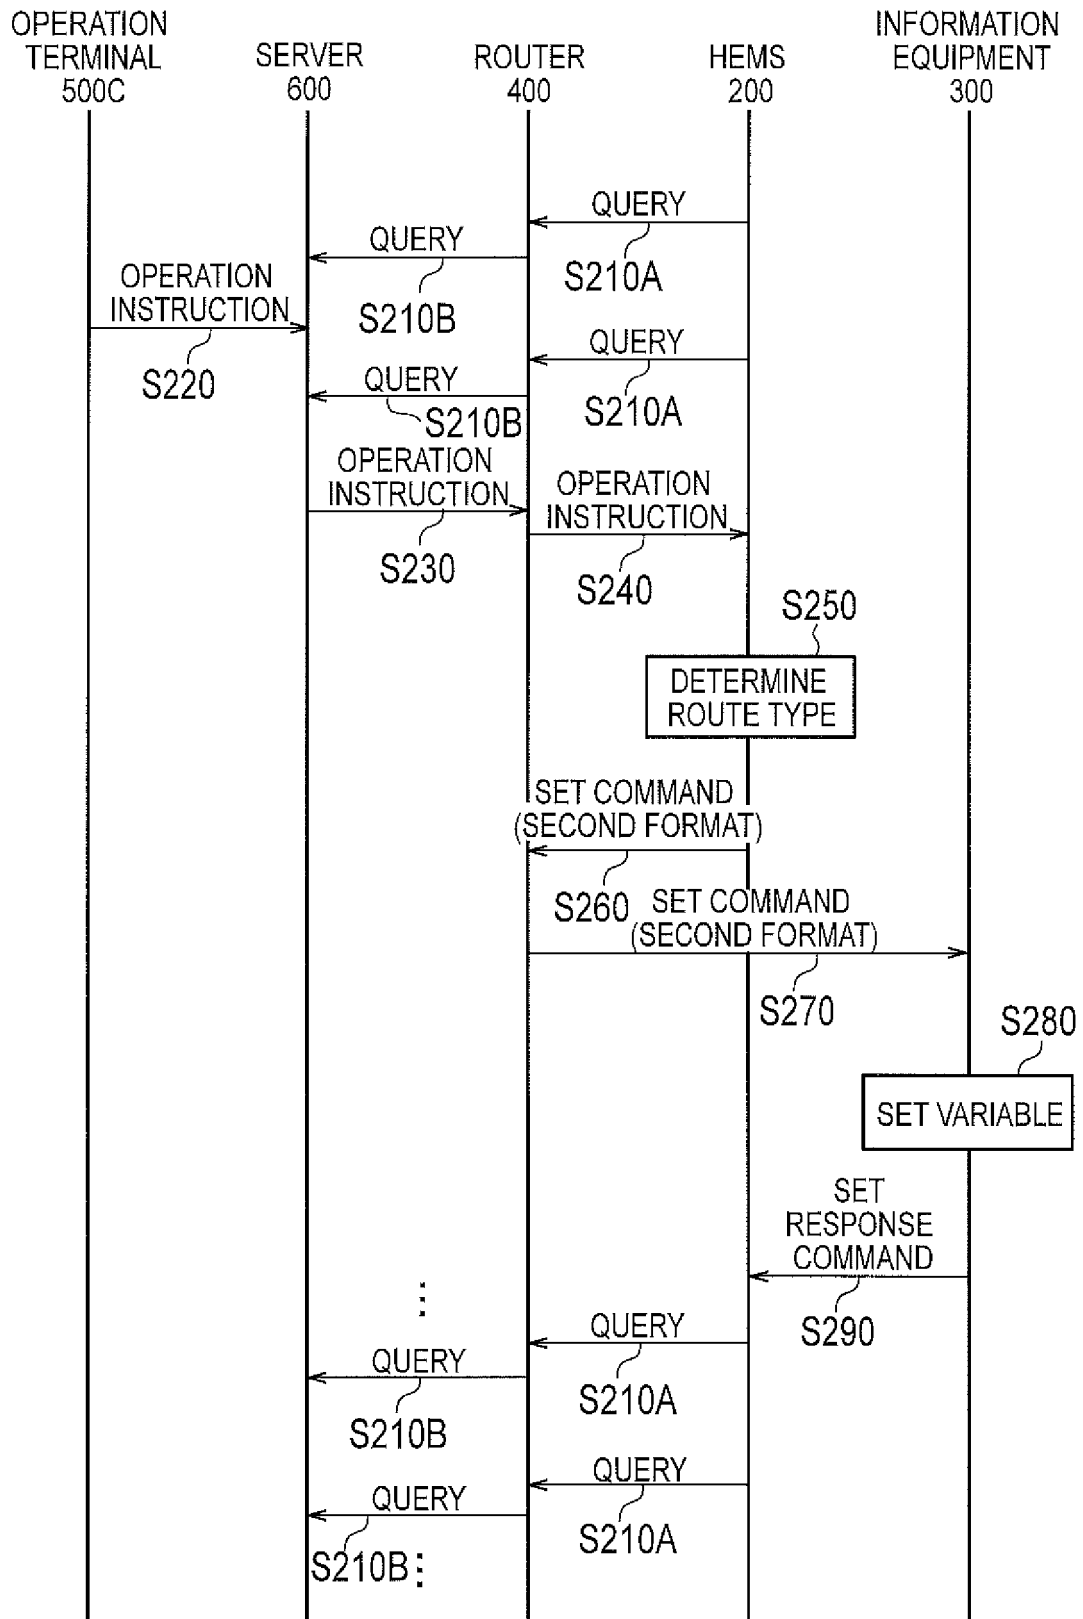 OPERATION
TERMINAL
500C
SERVER
600
ROUTER
400
HEMS
200
INFORMATION
EQUIPMENT
300
QUERY
S210A
QUERY
S210B
OPERATION
INSTRUCTION
S220
QUERY
S210A
QUERY
S210B
OPERATION
INSTRUCTION
S230
OPERATION
INSTRUCTION
S240
S250
DETERMINE
ROUTE TYPE
SET COMMAND
(SECOND FORMAT)
S260
SET COMMAND
(SECOND FORMAT)
S270
S280
SET VARIABLE
SET
RESPONSE
COMMAND
S290
QUERY
S210A
QUERY
S210B
QUERY
S210A
QUERY
S210B